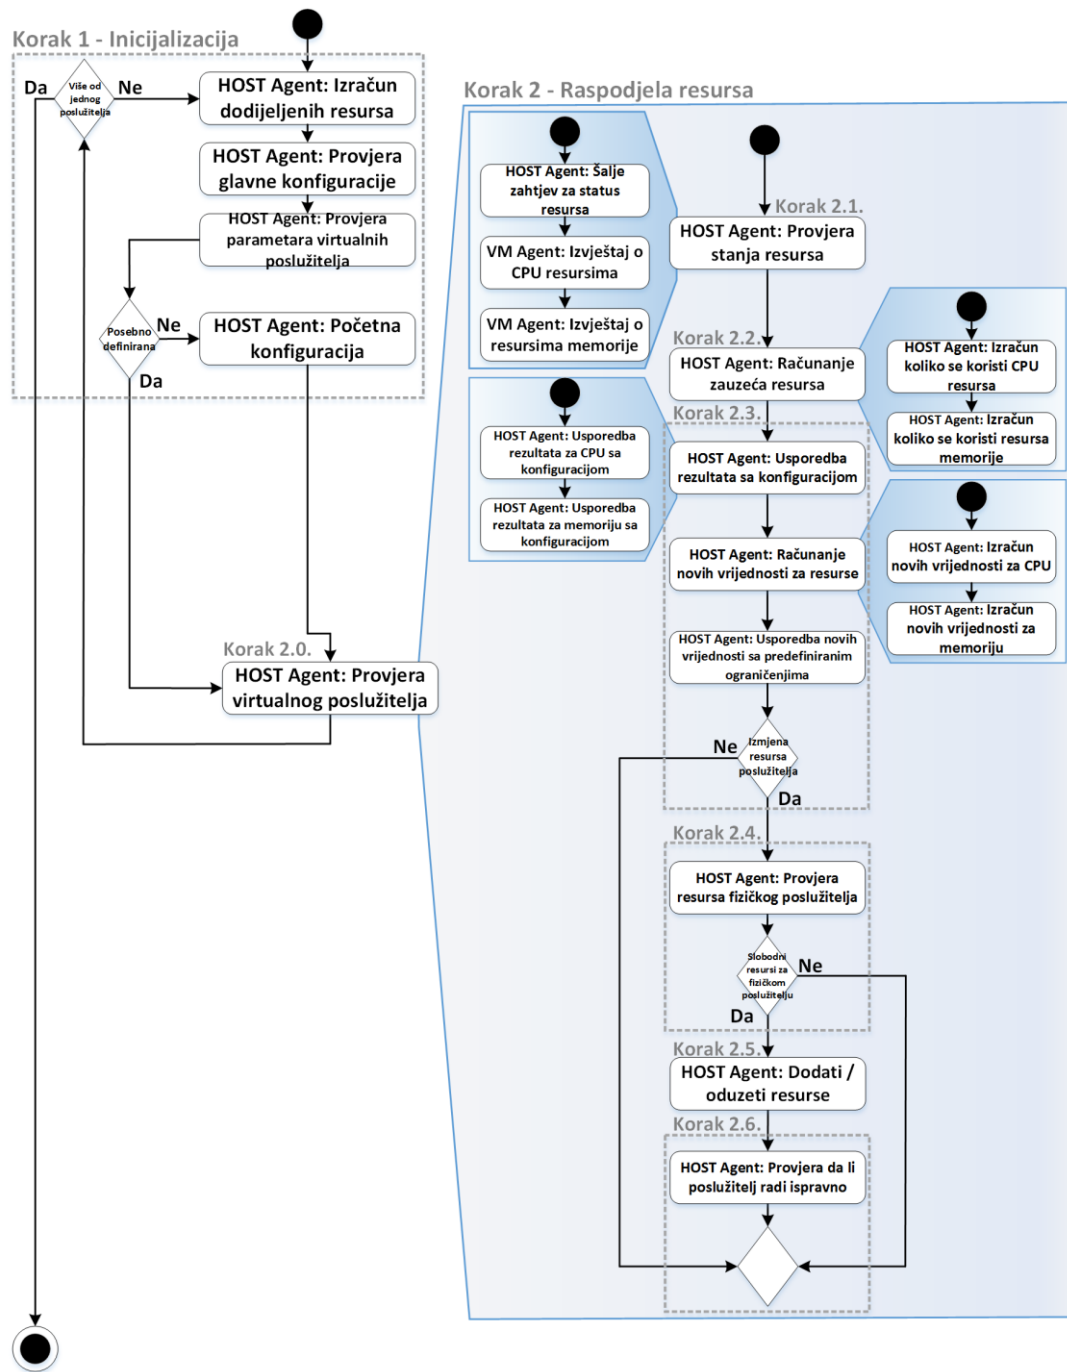 Korak 1 - Inicijalizacija
Da
Više od
jednog
poslužitelja
Ne
HOST Agent: Izračun
dodijeljenih resursa
HOST Agent: Provjera
glavne konfiguracije
HOST Agent: Provjera
parametara virtualnih
poslužitelja
Posebno
definirana
Ne
Da
HOST Agent: Početna
konfiguracija
Korak 2.0.
HOST Agent: Provjera
virtualnog poslužitelja
Korak 2 - Raspodjela resursa
HOST Agent: Šalje
zahtjev za status
resursa
VM Agent: Izvještaj o
CPU resursima
VM Agent: Izvještaj o
resursima memorije
Korak 2.1.
HOST Agent: Provjera
stanja resursa
Korak 2.2.
HOST Agent: Računanje
zauzeća resursa
HOST Agent: Izračun
koliko se koristi CPU
resursa
HOST Agent: Izračun
koliko se koristi resursa
memorije
Korak 2.3.
HOST Agent: Usporedba
rezultata za CPU sa
konfiguracijom
HOST Agent: Usporedba
rezultata za memoriju sa
konfiguracijom
HOST Agent: Usporedba
rezultata sa konfiguracijom
HOST Agent: Računanje
novih vrijednosti za resurse
HOST Agent: Izračun
novih vrijednosti za CPU
HOST Agent: Izračun
novih vrijednosti za
memoriju
HOST Agent: Usporedba novih
vrijednosti sa predefiniranim
ograničenjima
Ne
Izmjena
resursa
poslužitelja
Da
Korak 2.4.
HOST Agent: Provjera
resursa fizičkog poslužitelja
Slobodni
resursi za
fizičkom
poslužitelju
Ne
Da
Korak 2.5.
HOST Agent: Dodati /
oduzeti resurse
Korak 2.6.
HOST Agent: Provjera da li
poslužitelj radi ispravno